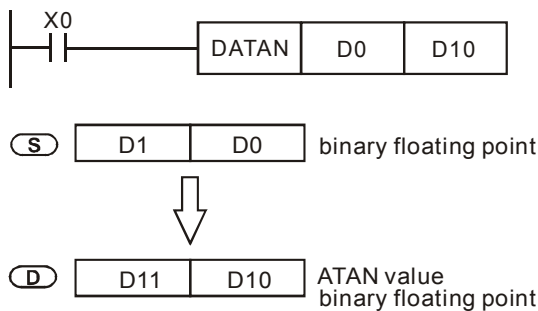 X0
DATAN D0 D10
S D1 D0 binary floating point
D D11 D10 ATAN value
binary floating point